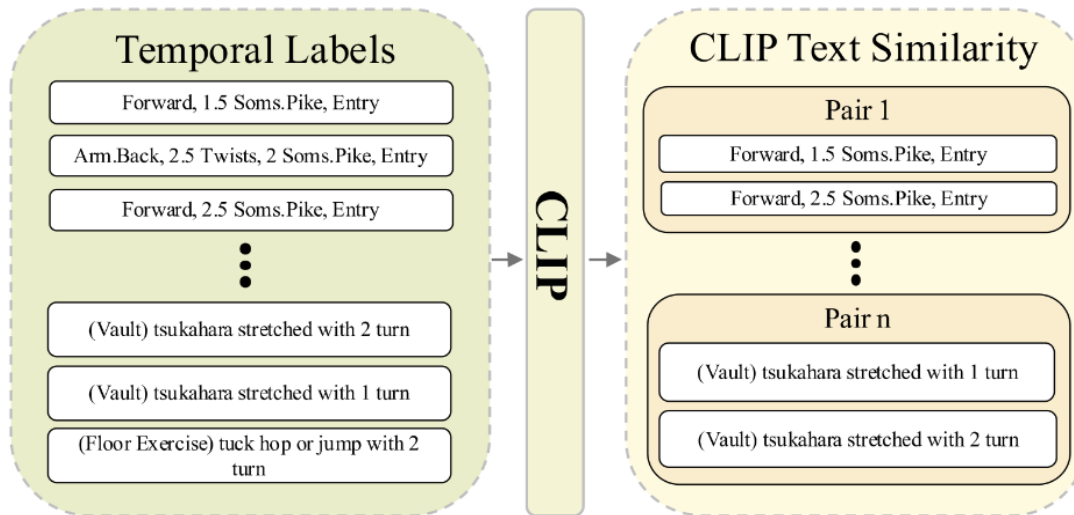 Temporal Labels
Forward, 1.5 Soms.Pike, Entry
Arm.Back, 2.5 Twists, 2 Soms.Pike, Entry
Forward, 2.5 Soms.Pike, Entry
(Vault) tsukahara stretched with 2 turn
(Vault) tsukahara stretched with 1 turn
(Floor Exercise) tuck hop or jump with 2
turn
CLIP
CLIP Text Similarity
Pair 1
Forward, 1.5 Soms.Pike, Entry
Forward, 2.5 Soms.Pike, Entry
Pair n
(Vault) tsukahara stretched with 1 turn
(Vault) tsukahara stretched with 2 turn